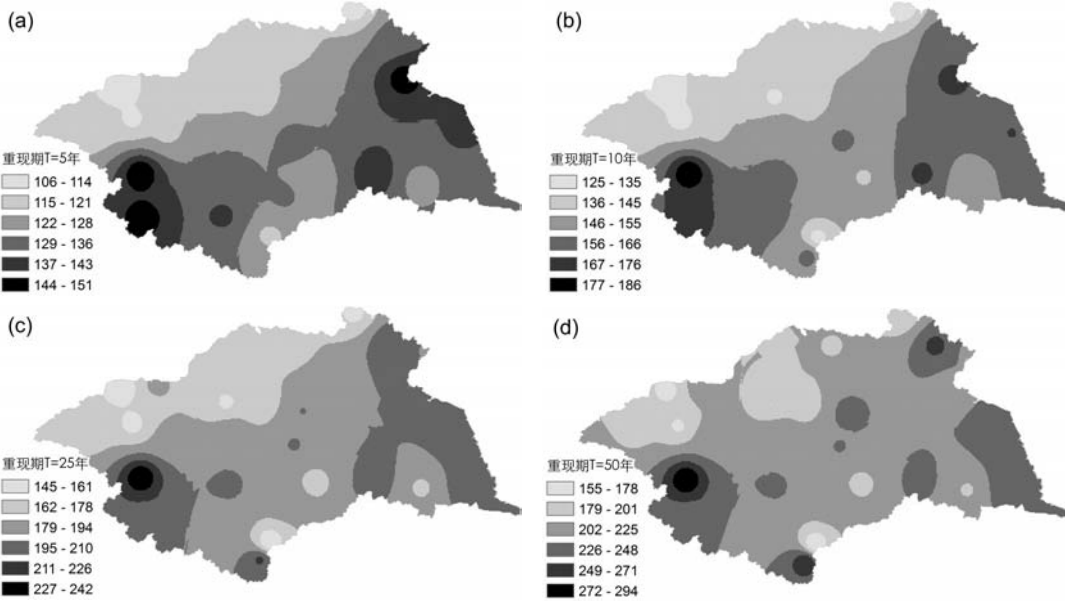 (a)
重现期T=5年
106 - 114
115 - 121
122 - 128
129 - 136
137 - 143
144 - 151
(b)
重现期T=10年
125 - 135
136 - 145
146 - 155
156 - 166
167 - 176
177 - 186
(c)
重现期T=25年
145 - 161
162 - 178
179 - 194
195 - 210
211 - 226
227 - 242
(d)
重现期T=50年
155 - 178
179 - 201
202 - 225
226 - 248
249 - 271
272 - 294